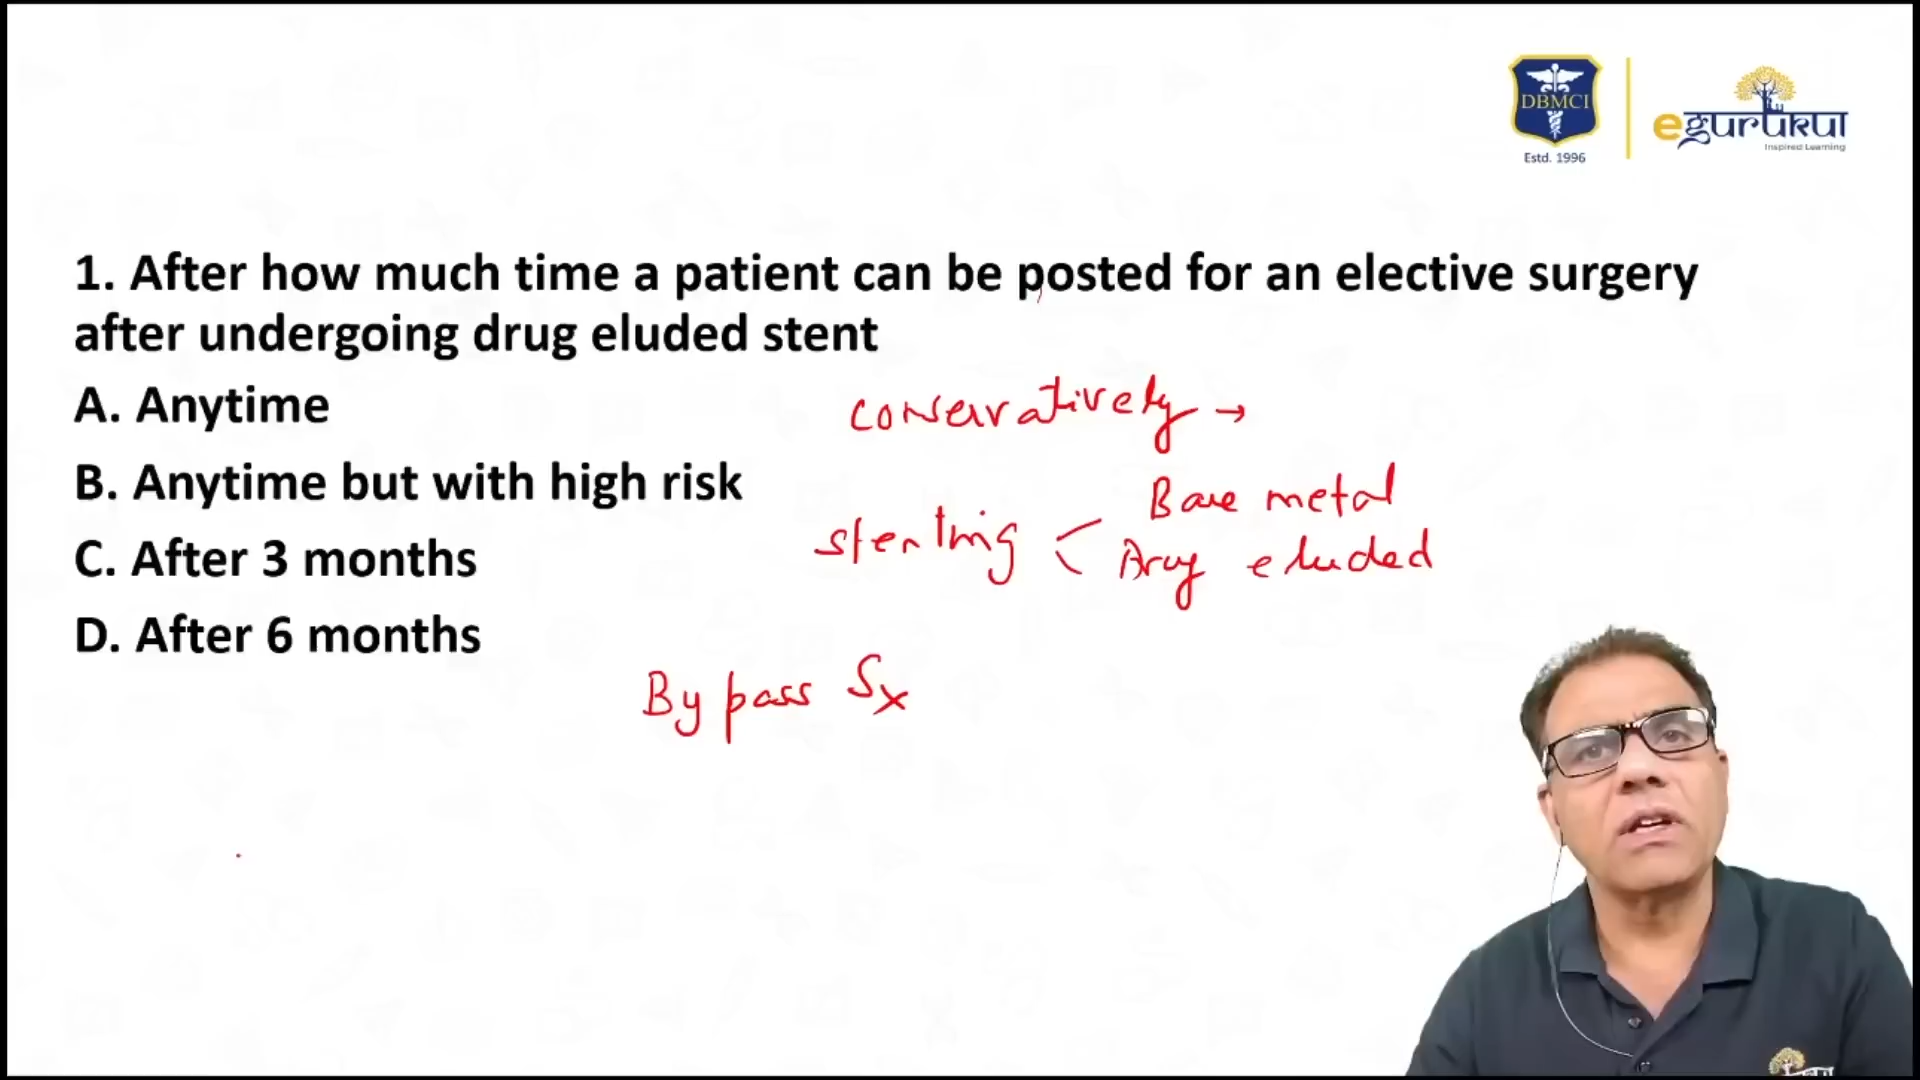 DBMCI
Estd. 1996
eगurukul
Inspired Learning
1. After how much time a patient can be posted for an elective surgery
after undergoing drug eluded stent
A. Anytime
B. Anytime but with high risk
C. After 3 months
D. After 6 months
conservatively →
stenting < Bare metal
Drug eluded
By pass Sx